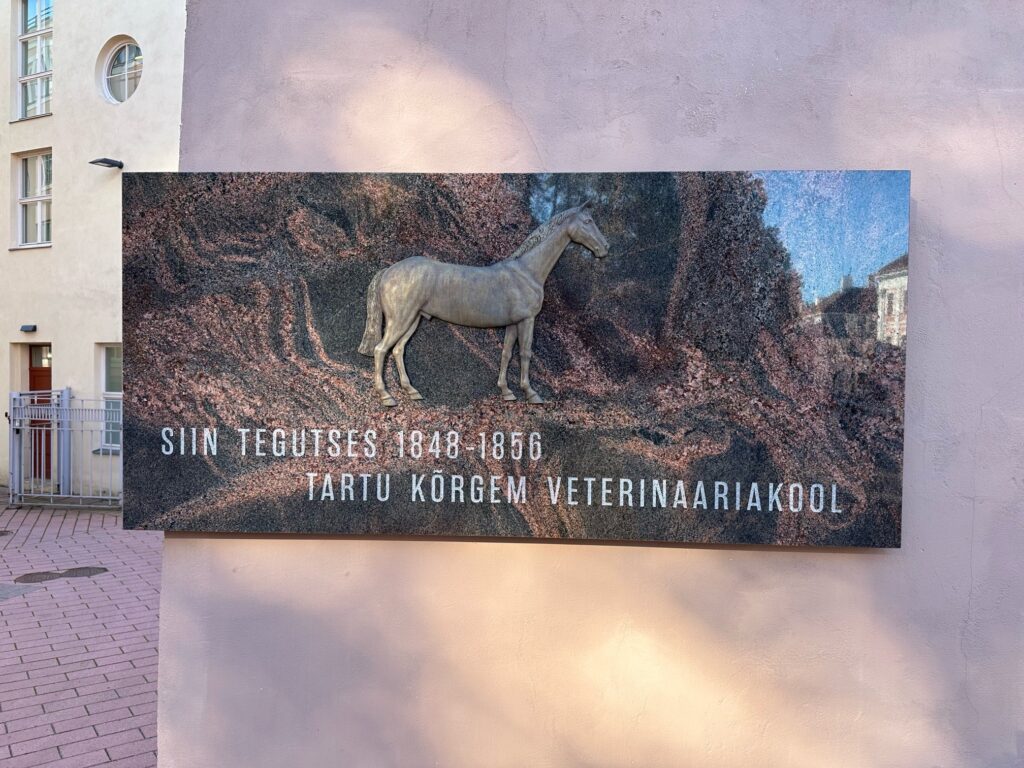 SIIN TEGUTSES 1848-1856
TARTU KÕRGEM VETERINAARIAKOOL